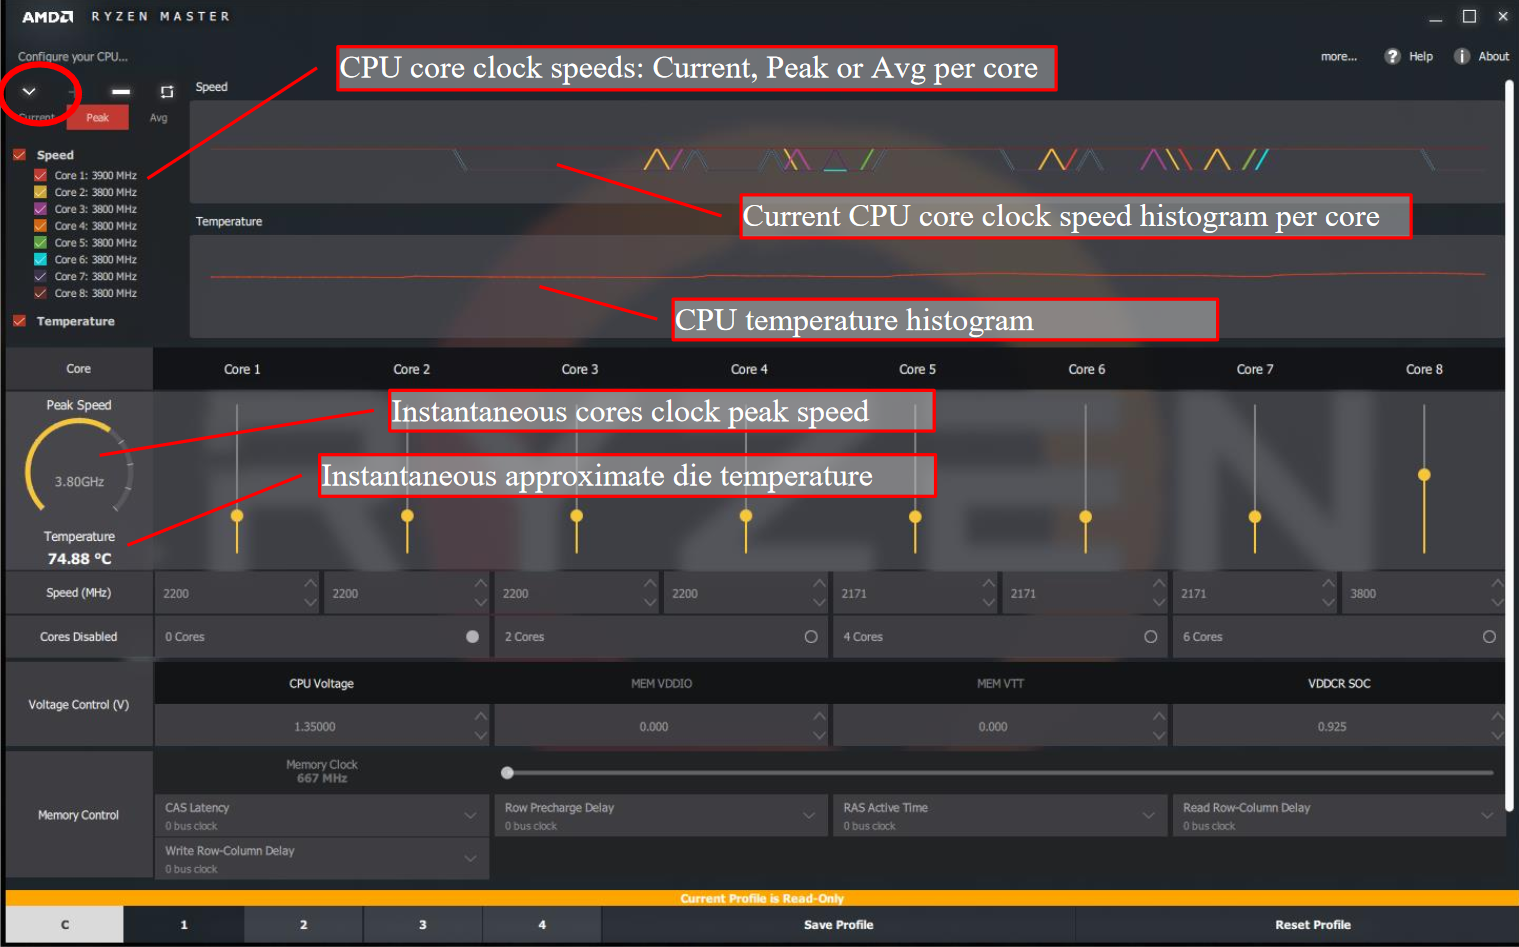 AMD RYZEN MASTER
Configure your CPU...
more...
Help
About
CPU core clock speeds: Current, Peak or Avg per core
Current
Peak
Avg
Speed
Speed
Core 1: 3900 MHz
Core 2: 3800 MHz
Core 3: 3800 MHz
Core 4: 3800 MHz
Core 5: 3800 MHz
Core 6: 3800 MHz
Core 7: 3800 MHz
Core 8: 3800 MHz
Temperature
Current CPU core clock speed histogram per core
Temperature
CPU temperature histogram
Core
Core 1
Core 2
Core 3
Core 4
Core 5
Core 6
Core 7
Core 8
RYZEN
Peak Speed
3.80GHz
Instantaneous cores clock peak speed
Instantaneous approximate die temperature
Temperature
74.88 °C
Speed (MHz)
2200
2200
2200
2200
2171
2171
2171
3800
Cores Disabled
0 Cores
2 Cores
4 Cores
6 Cores
Voltage Control (V)
CPU Voltage
MEM VDDIO
MEM VTT
VDDCR SOC
1.35000
0.000
0.000
0.925
Memory Control
Memory Clock
667 MHz
CAS Latency
0 bus clock
Row Precharge Delay
0 bus clock
RAS Active Time
0 bus clock
Read Row-Column Delay
0 bus clock
Write Row-Column Delay
0 bus clock
Current Profile is Read-Only
C
1
2
3
4
Save Profile
Reset Profile